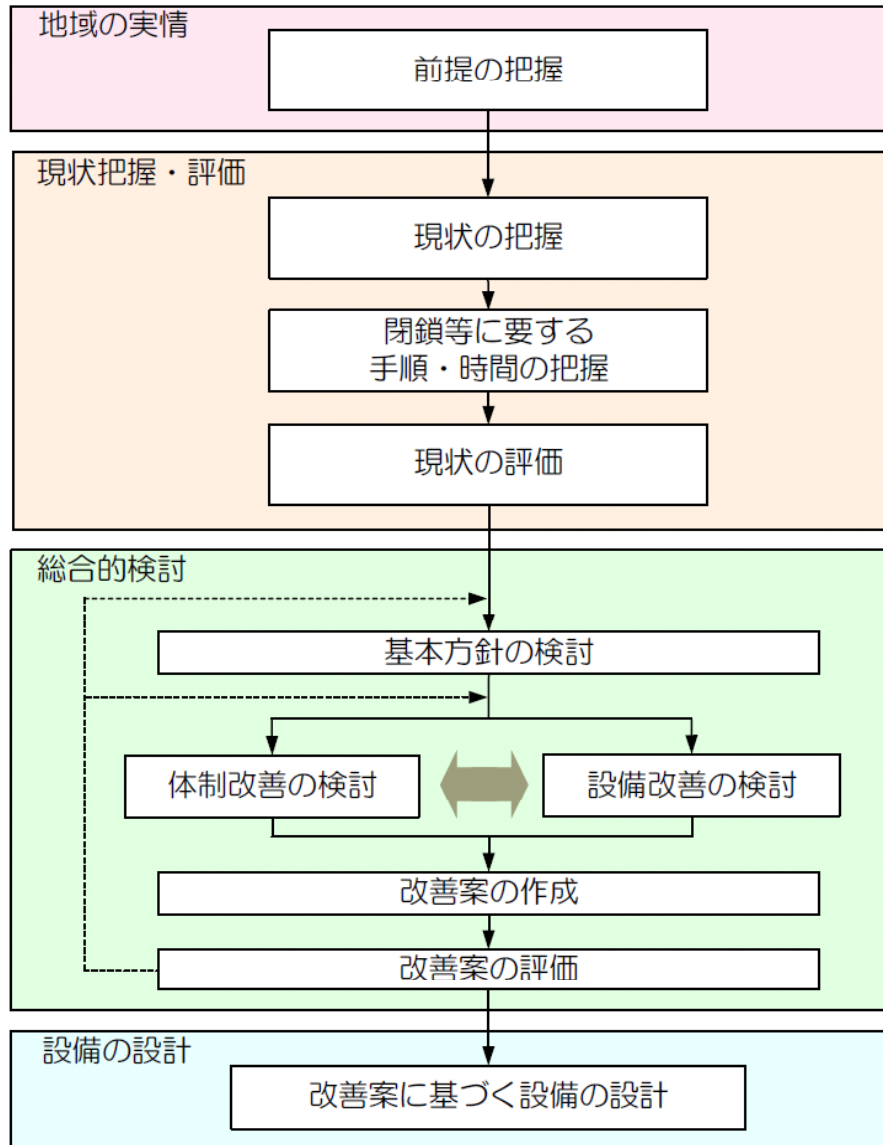 地域の実情
前提の把握
現状把握・評価
現状の把握
閉鎖等に要する
手順・時間の把握
現状の評価
総合的検討
基本方針の検討
体制改善の検討
設備改善の検討
改善案の作成
改善案の評価
設備の設計
改善案に基づく設備の設計